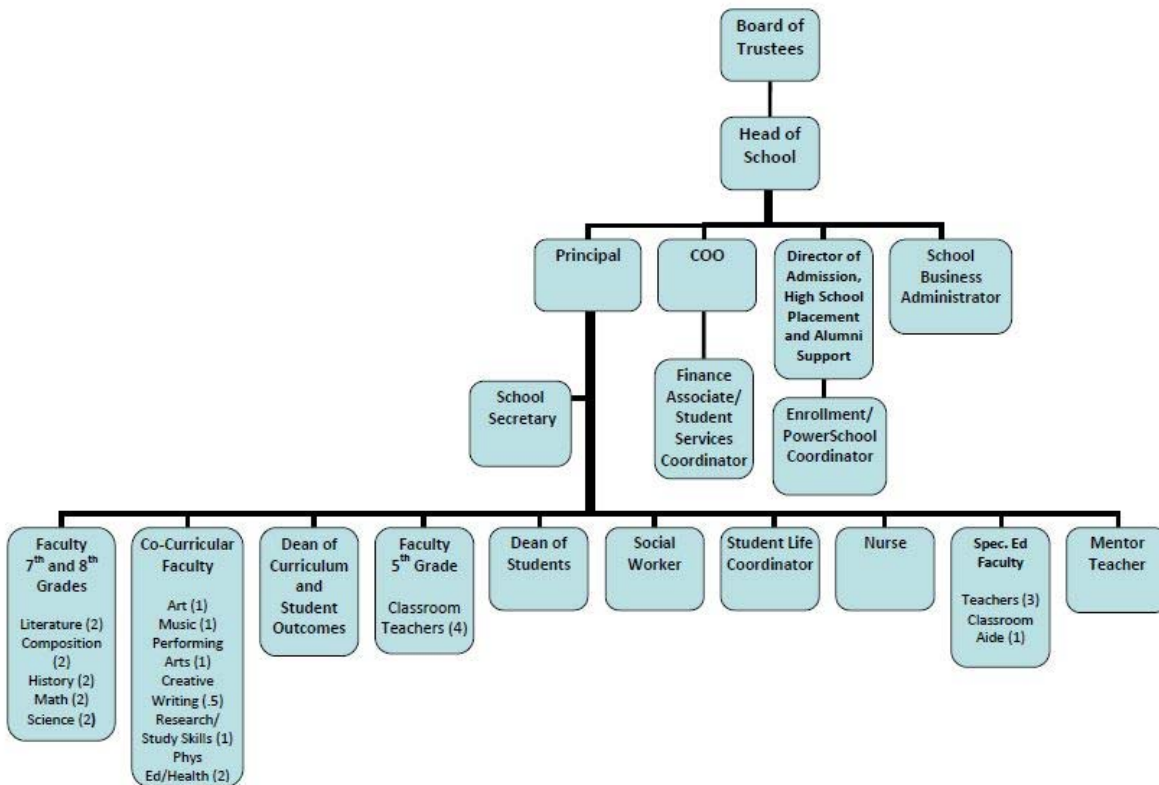 Board of
Trustees
Head of
School
Principal
COO
Director of
Admission,
High School
Placement
and Alumni
Support
School
Business
Administrator
School
Secretary
Finance
Associate/
Student
Services
Coordinator
Enrollment/
PowerSchool
Coordinator
Faculty
7th and 8th
Grades
Literature (2)
Composition
(2)
History (2)
Math (2)
Science (2)
Co-Curricular
Faculty
Art (1)
Music (1)
Performing
Arts (1)
Creative
Writing (.5)
Research/
Study Skills (1)
Phys
Ed/Health (2)
Dean of
Curriculum
and
Student
Outcomes
Faculty
5th Grade
Classroom
Teachers (4)
Dean of
Students
Social
Worker
Student Life
Coordinator
Nurse
Spec. Ed
Faculty
Teachers (3)
Classroom
Aide (1)
Mentor
Teacher